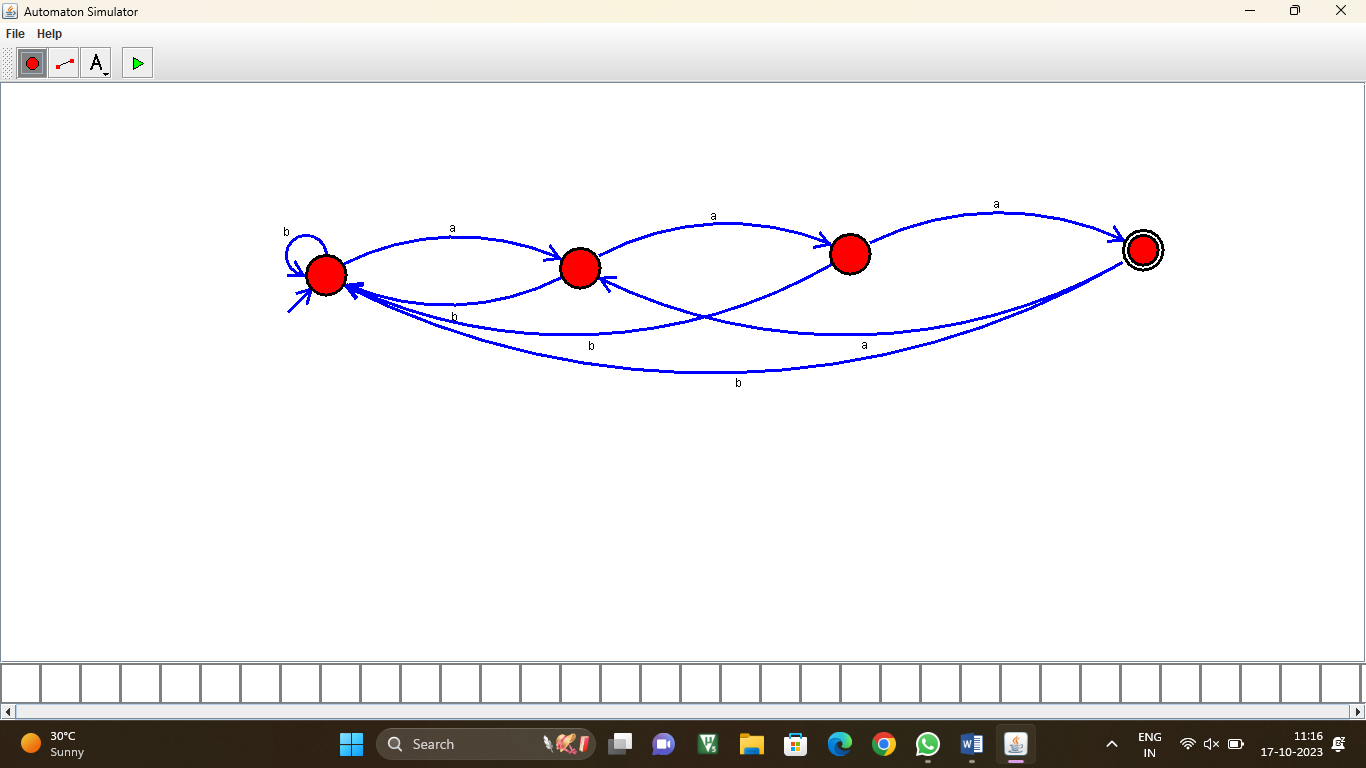 Automaton Simulator
File Help
A
a
a
a
b
b
b
a
b
30°C
Sunny
Search
ENG
IN
11:16
17-10-2023